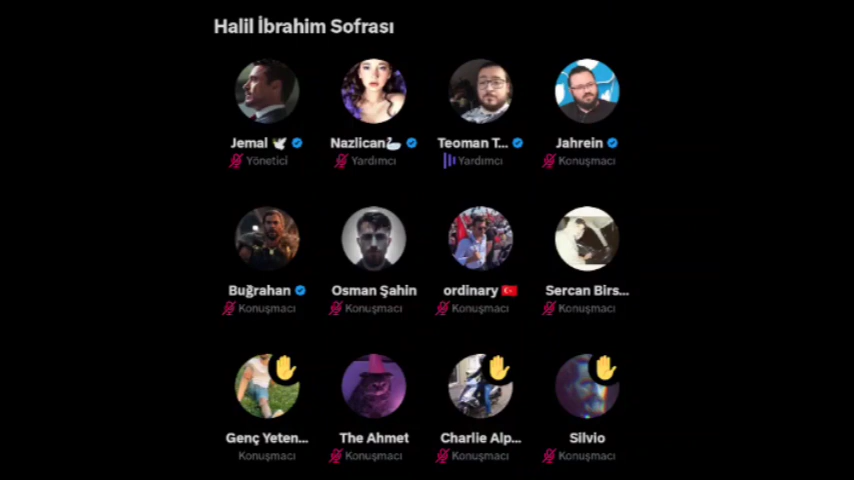 Halil İbrahim Sofrası
Jemal 🕊️ Nazlıcan🦢 Teoman T... Jahrein
Yönetici Yardımcı Yardımcı Konuşmacı
Buğrahan Osman Şahin ordinary 🇹🇷 Sercan Birs...
Konuşmacı Konuşmacı Konuşmacı Konuşmacı
Genç Yeten... The Ahmet Charlie Alp... Silvio
Konuşmacı Konuşmacı Konuşmacı Konuşmacı